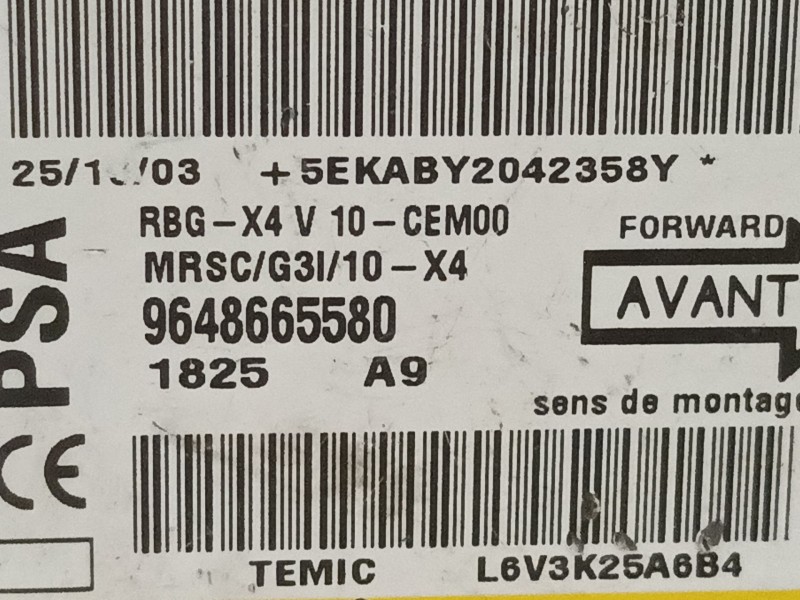 +5EKABY2042358Y *
RBG-X4 V 10-CEM00
FORWARD
MRSC/G3I/10-X4
AVANT
9648665580
1825 A9
sens de montage
PSA
CE
TEMIC L6V3K25A6B4